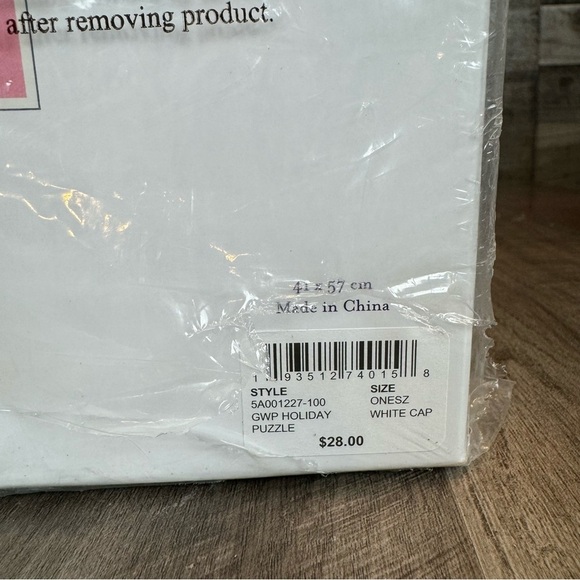 after removing product.
41 x 57 cm
Made in China
93512 74015 8
STYLE SIZE
5A001227-100 ONESZ
GWP HOLIDAY WHITE CAP
PUZZLE
$28.00